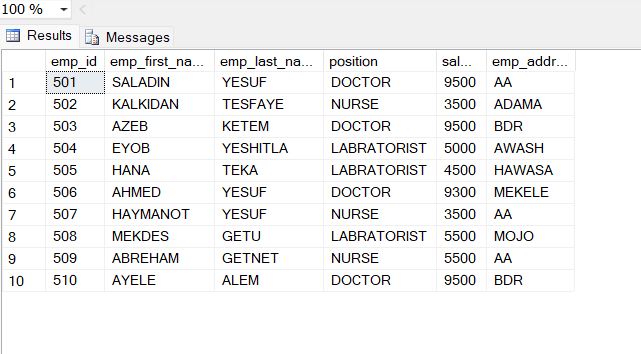 100 %
Results Messages
emp_id emp_first_na... emp_last_na... position sal... emp_addr...
1 501 SALADIN YESUF DOCTOR 9500 AA
2 502 KALKIDAN TESFAYE NURSE 3500 ADAMA
3 503 AZEB KETEM DOCTOR 9500 BDR
4 504 EYOB YESHITLA LABRATORIST 5000 AWASH
5 505 HANA TEKA LABRATORIST 4500 HAWASA
6 506 AHMED YESUF DOCTOR 9300 MEKELE
7 507 HAYMANOT YESUF NURSE 3500 AA
8 508 MEKDES GETU LABRATORIST 5500 MOJO
9 509 ABREHAM GETNET NURSE 5500 AA
10 510 AYELE ALEM DOCTOR 9500 BDR